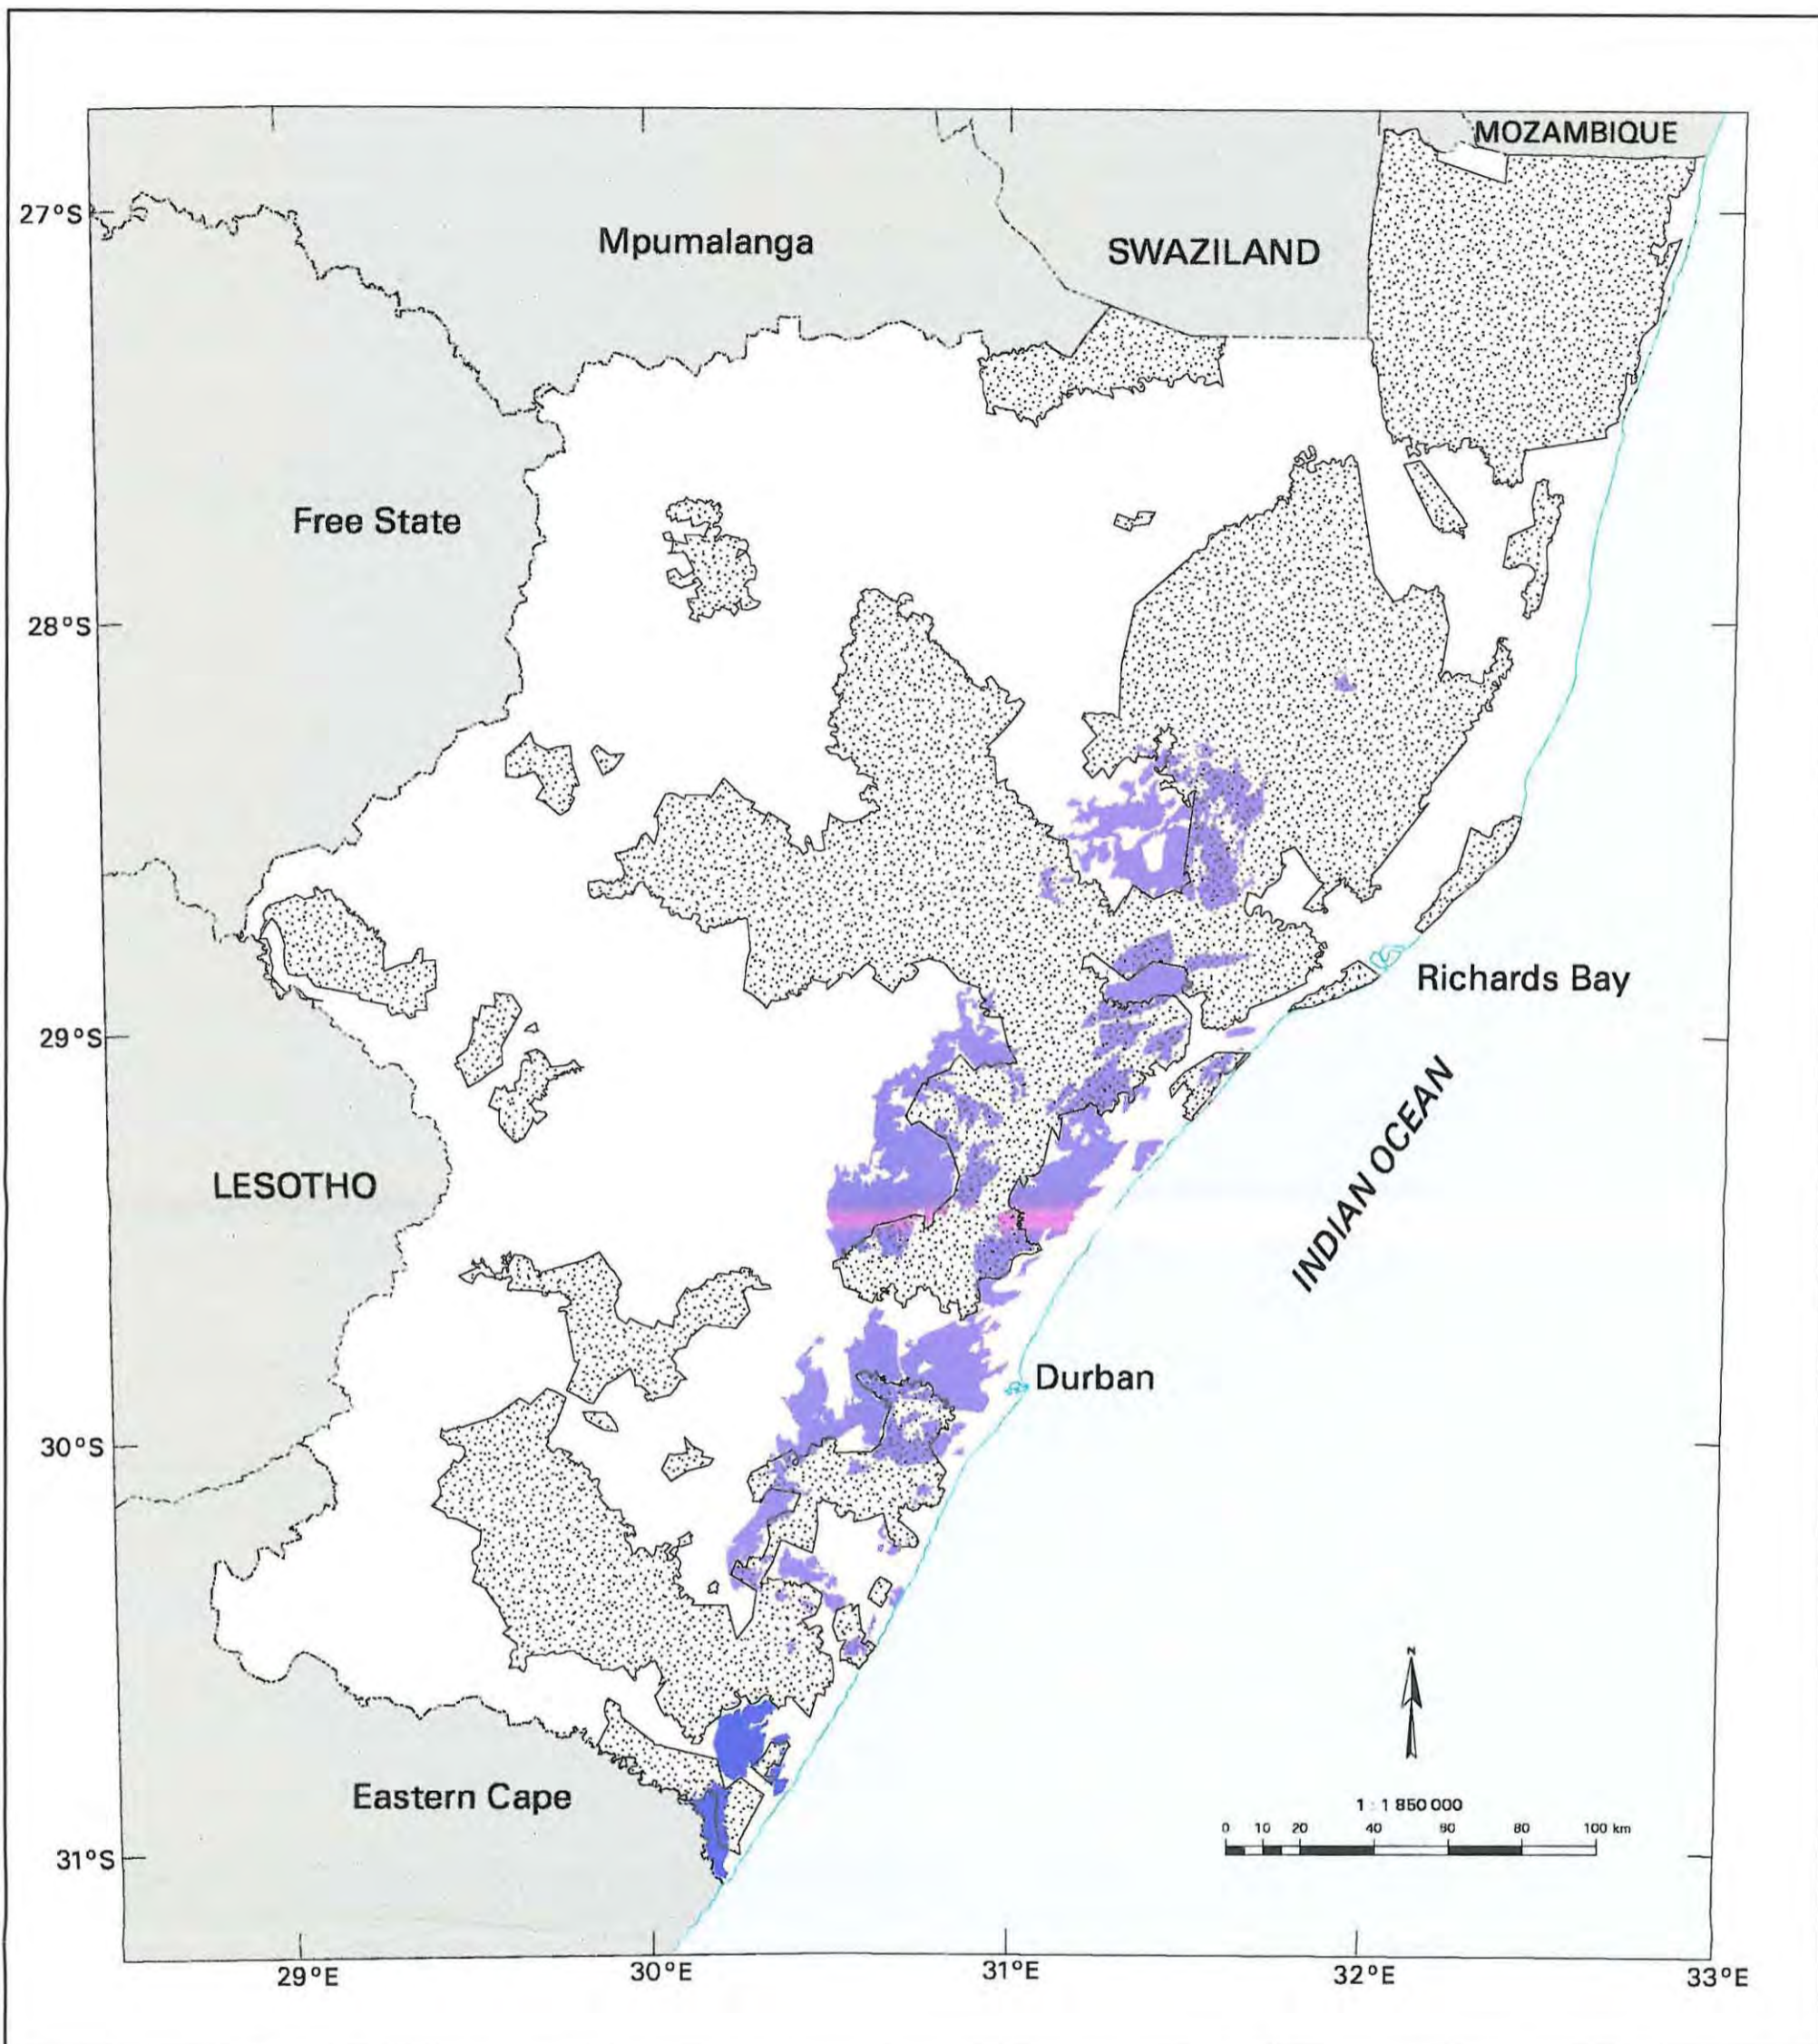 MOZAMBIQUE
27°S
Mpumalanga
SWAZILAND
Free State
28°S
Richards Bay
29°S
INDIAN OCEAN
LESOTHO
Durban
30°S
N
Eastern Cape
1 : 1 850 000
0 10 20 40 60 80 100 km
31°S
29°E 30°E 31°E 32°E 33°E